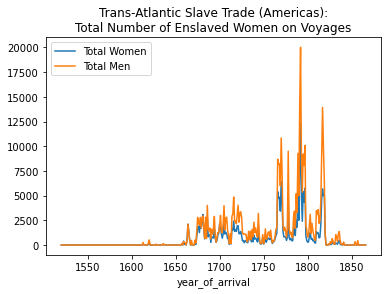 Trans-Atlantic Slave Trade (Americas):
Total Number of Enslaved Women on Voyages
Total Women
Total Men
20000
17500
15000
12500
10000
7500
5000
2500
0
1550 1600 1650 1700 1750 1800 1850
year_of_arrival